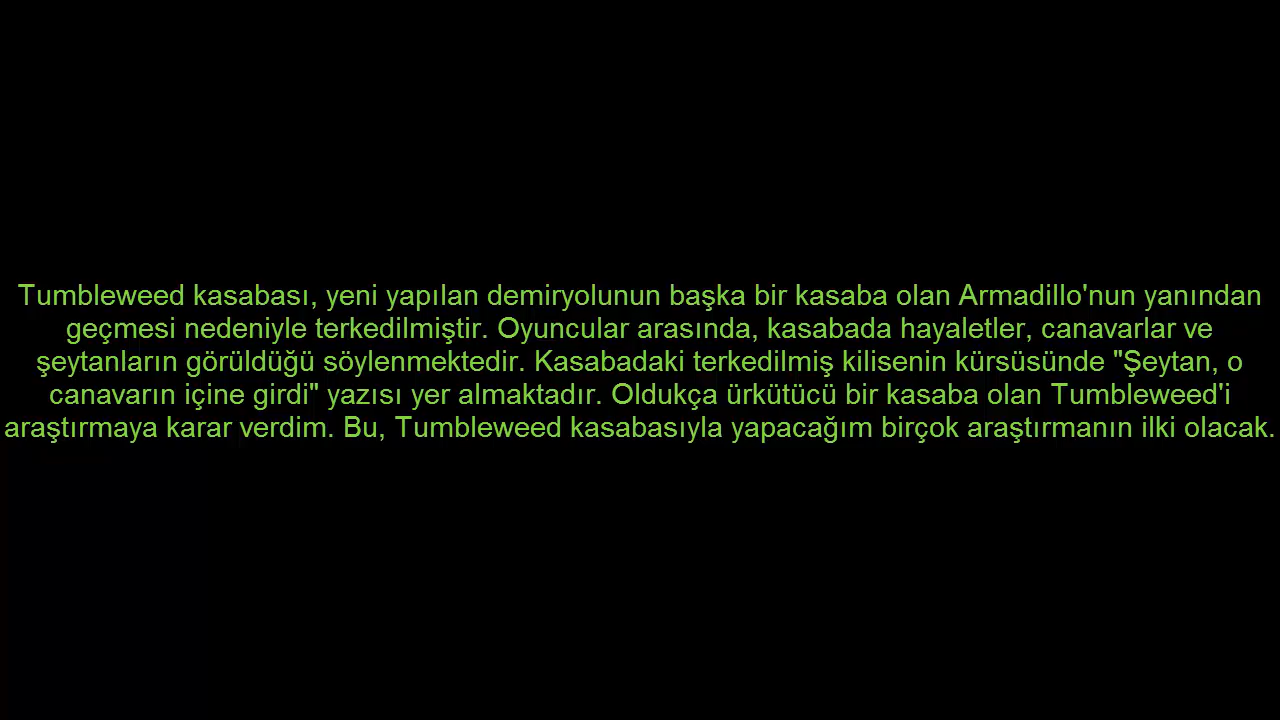 Tumbleweed kasabası, yeni yapılan demiryolunun başka bir kasaba olan Armadillo'nun yanından
geçmesi nedeniyle terkedilmiştir. Oyuncular arasında, kasabada hayaletler, canavarlar ve
şeytanların görüldüğü söylenmektedir. Kasabadaki terkedilmiş kilisenin kürsüsünde "Şeytan, o
canavarın içine girdi" yazısı yer almaktadır. Oldukça ürkütücü bir kasaba olan Tumbleweed'i
araştırmaya karar verdim. Bu, Tumbleweed kasabasıyla yapacağım birçok araştırmanın ilki olacak.